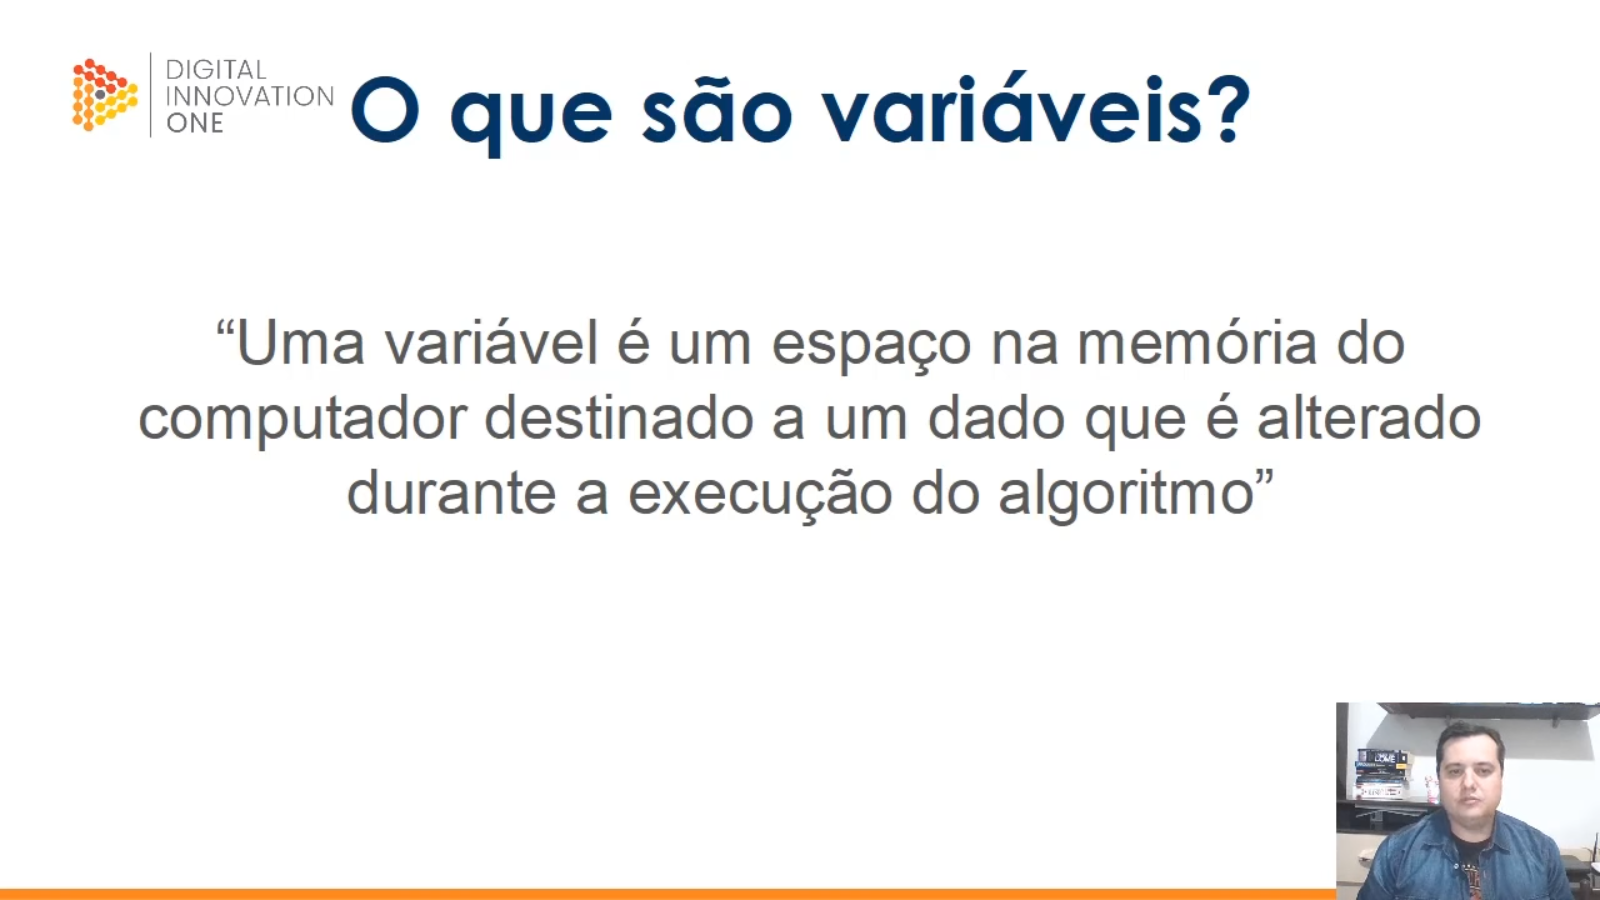 DIGITAL
INNOVATION
ONE
O que são variáveis?
“Uma variável é um espaço na memória do
computador destinado a um dado que é alterado
durante a execução do algoritmo”